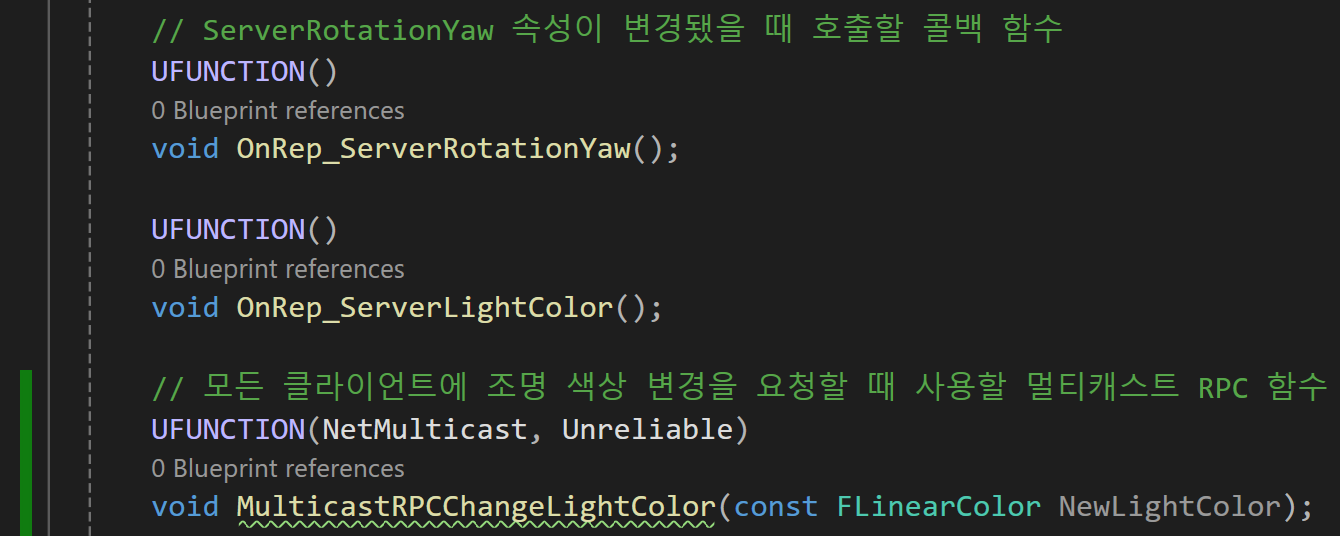 // ServerRotationYaw 속성이 변경됐을 때 호출할 콜백 함수
UFUNCTION()
0 Blueprint references
void OnRep_ServerRotationYaw();
UFUNCTION()
0 Blueprint references
void OnRep_ServerLightColor();
// 모든 클라이언트에 조명 색상 변경을 요청할 때 사용할 멀티캐스트 RPC 함수
UFUNCTION(NetMulticast, Unreliable)
0 Blueprint references
void MulticastRPCChangeLightColor(const FLinearColor NewLightColor);